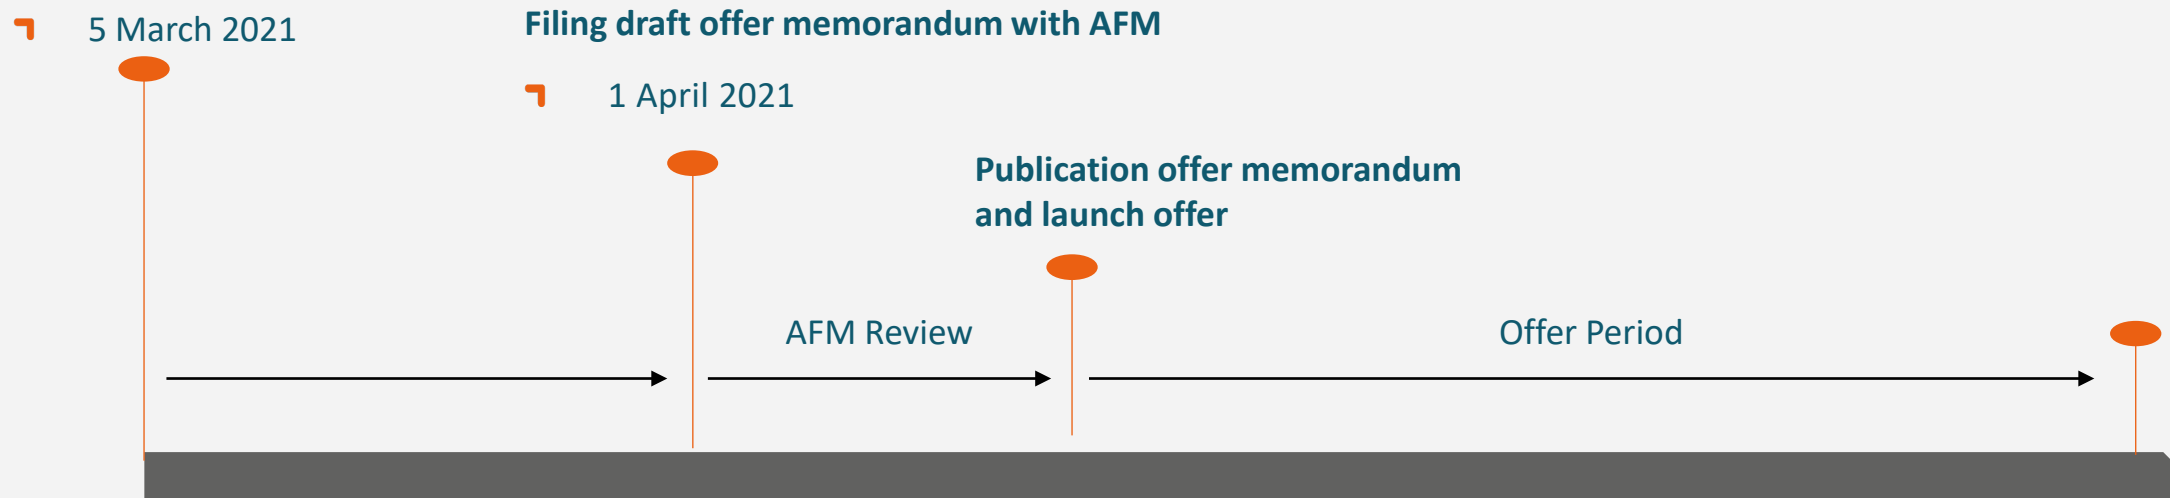 5 March 2021
Filing draft offer memorandum with AFM
1 April 2021
Publication offer memorandum
and launch offer
AFM Review
Offer Period